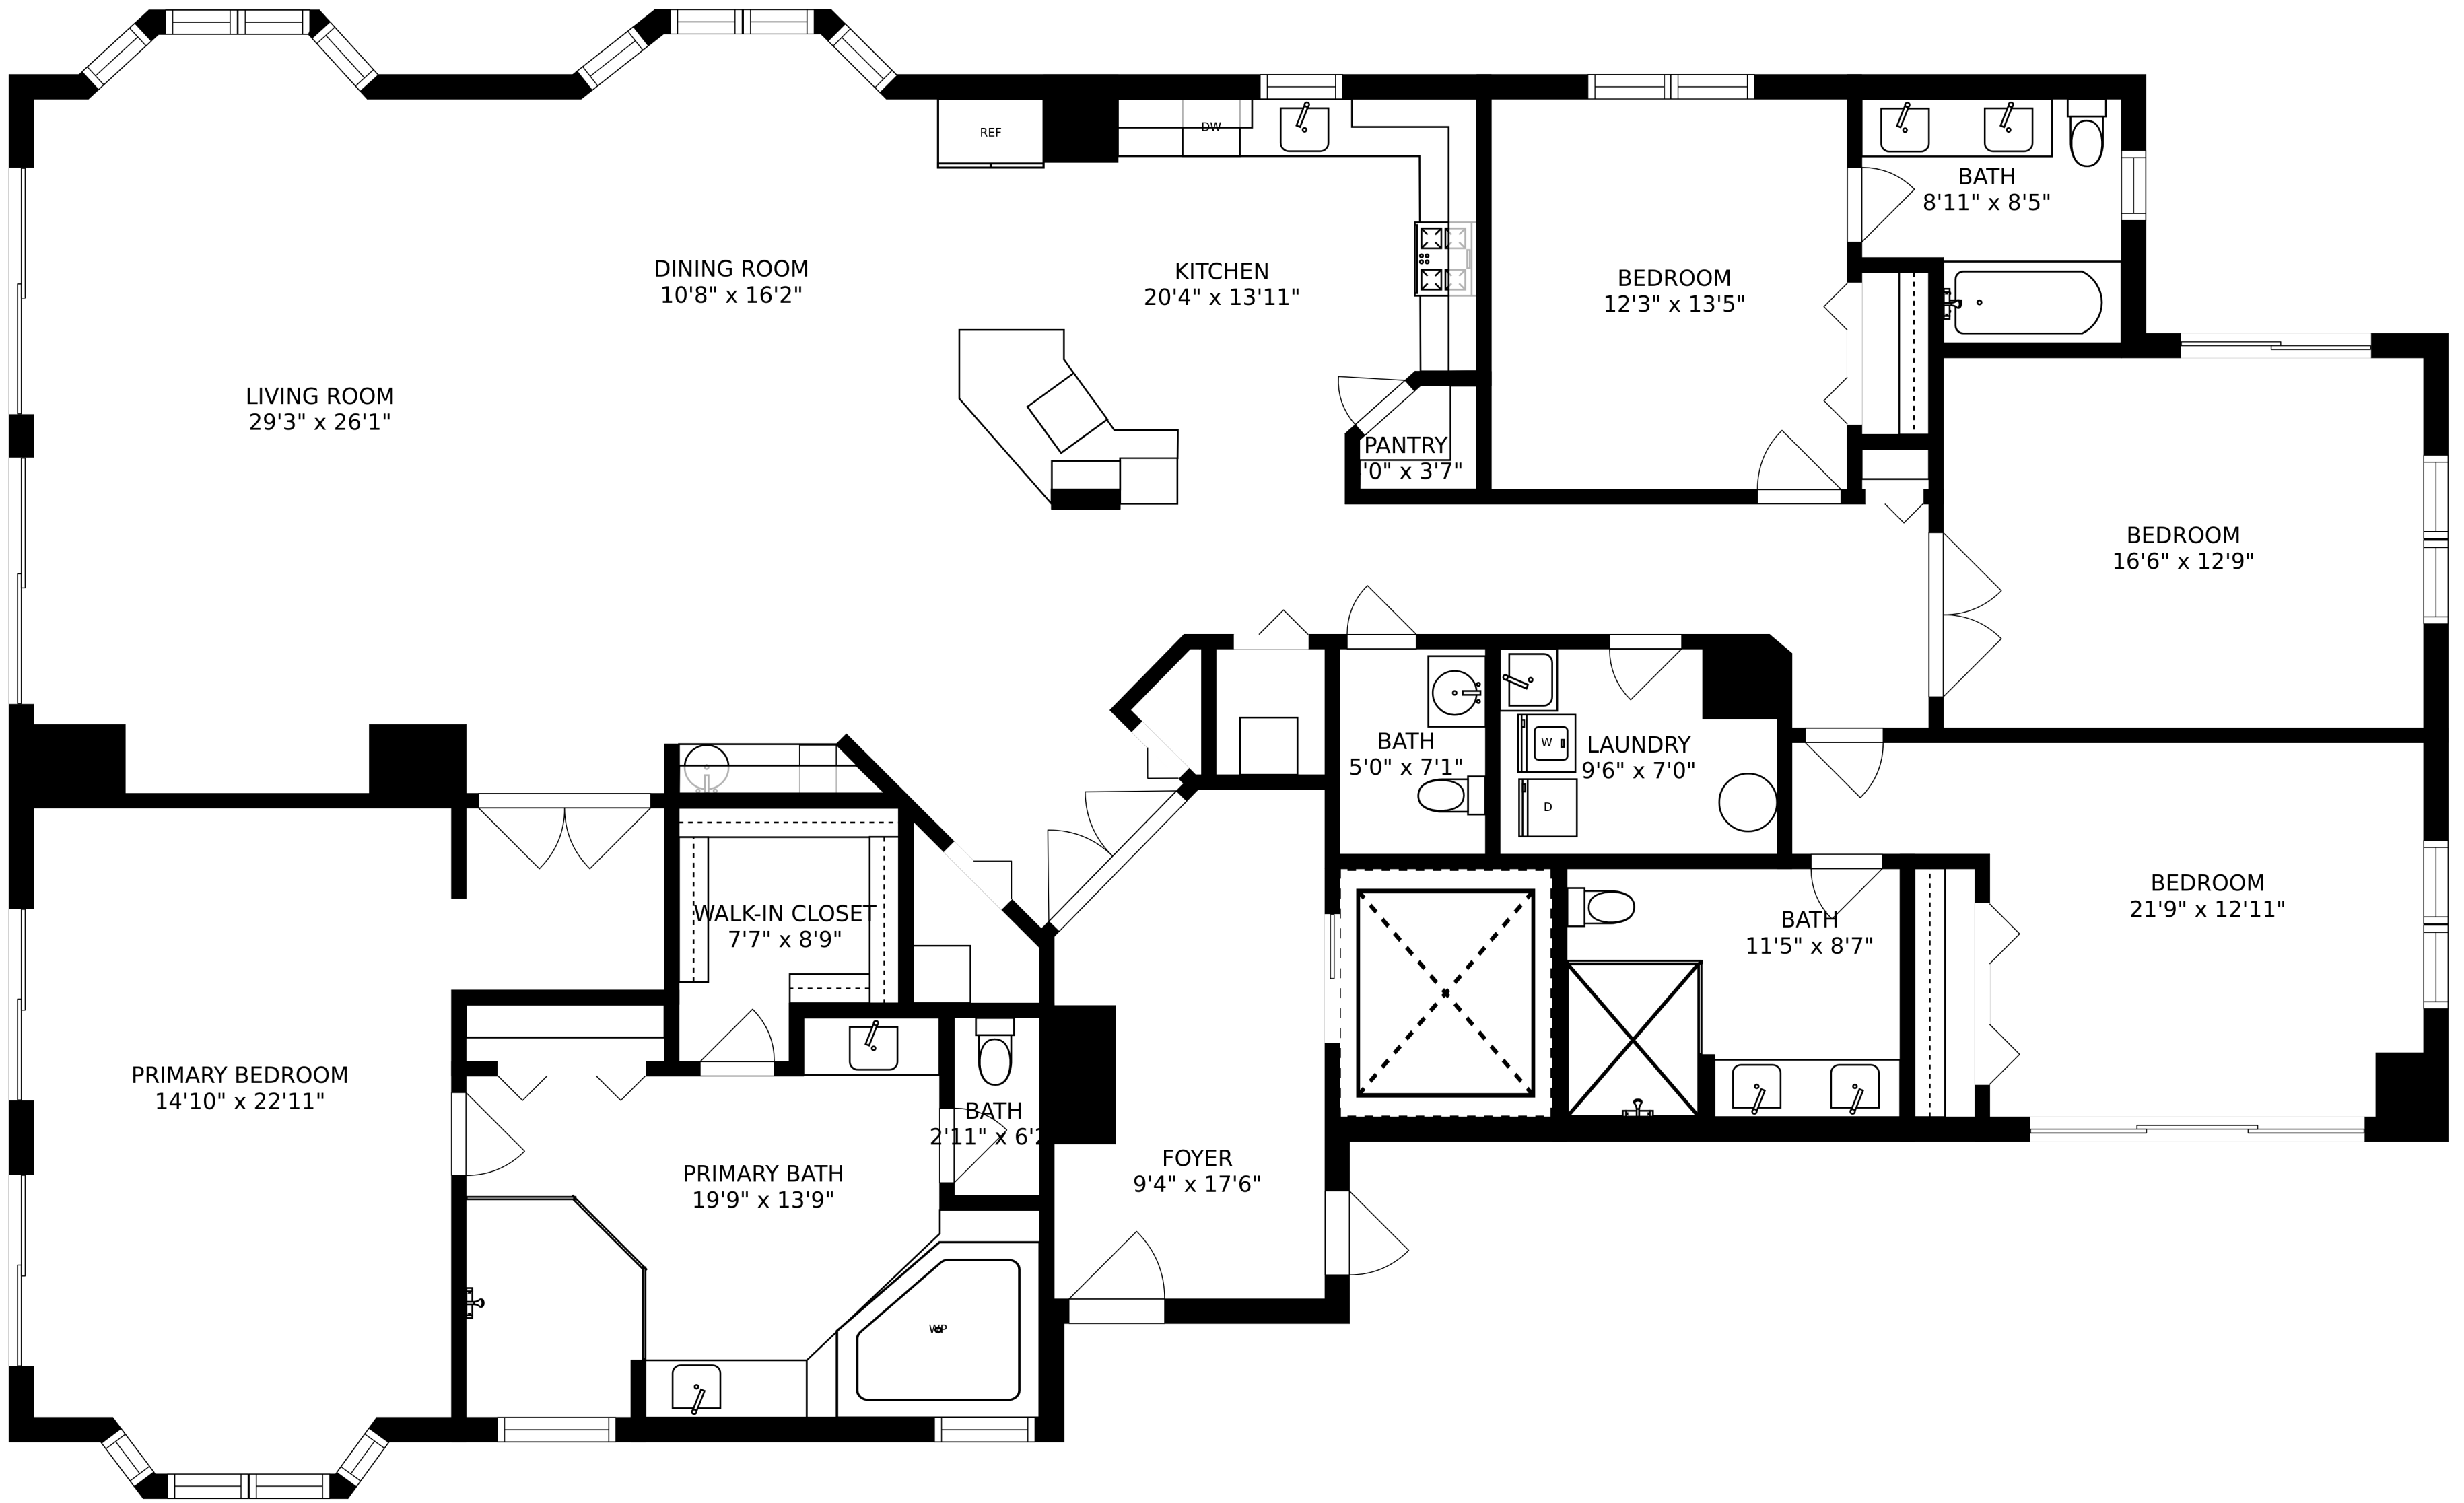 REF
DW
BATH
8'11" x 8'5"
DINING ROOM
10'8" x 16'2"
KITCHEN
20'4" x 13'11"
BEDROOM
12'3" x 13'5"
LIVING ROOM
29'3" x 26'1"
PANTRY
'0" x 3'7"
BEDROOM
16'6" x 12'9"
BATH
5'0" x 7'1"
W
LAUNDRY
9'6" x 7'0"
D
WALK-IN CLOSET
7'7" x 8'9"
BATH
11'5" x 8'7"
BEDROOM
21'9" x 12'11"
PRIMARY BEDROOM
14'10" x 22'11"
BATH
2'11" x 6'2
PRIMARY BATH
19'9" x 13'9"
FOYER
9'4" x 17'6"
WP